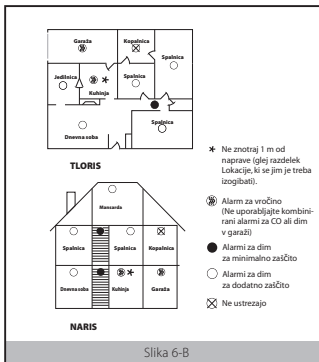 Garaža
Kopalnica
Spalnica
Jedilnica
Spalnica
Kuhinja
Dnevna soba
Spalnica
TLORIS
* Ne znotraj 1 m od
naprave (glej razdelek
Lokacije, ki se jim je treba
izogibati).
Alarm za vročino
(Ne uporabljajte kombini-
rani alarmi za CO ali dim
v garaži)
Alarmi za dim
za minimalno zaščito
Alarmi za dim
za dodatno zaščito
Ne ustrezajo
Mansarda
Spalnica
Spalnica
Kopalnica
Dnevna soba
Kuhinja
Garaža
NARIS
Slika 6-B